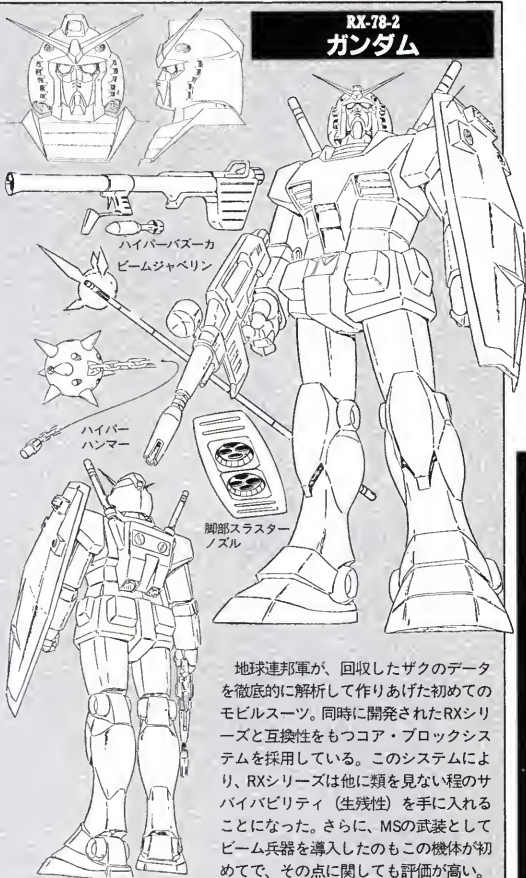 RX-78-2
ガンダム
ハイパーバズーカ
ビームジャベリン
ハイパー
ハンマー
脚部スラスター
ノズル
地球連邦軍が、回収したザクのデータ
を徹底的に解析して作りあげた初めての
モビルスーツ。同時に開発されたRXシリ
ーズと互換性をもつコア・ブロックシス
テムを採用している。このシステムによ
り、RXシリーズは他に類を見ない程のサ
バイバビリティ（生残性）を手に入れる
ことになった。さらに、MSの武装として
ビーム兵器を導入したのもこの機体が初
めてで、その点に関しても評価が高い。